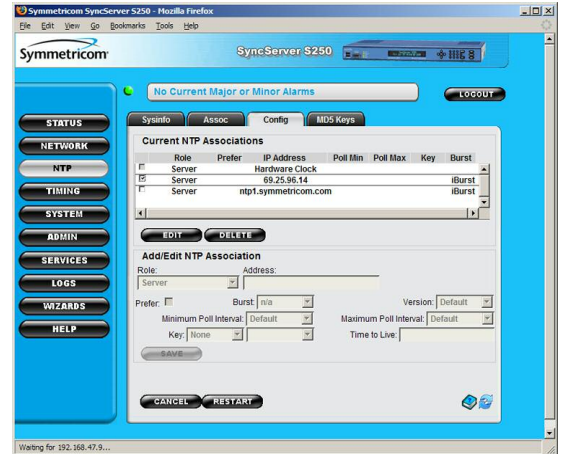 Symmetricom SyncServer S250 - Mozilla Firefox
File Edit View Go Bookmarks Tools Help
Symmetricom
SyncServer S250
No Current Major or Minor Alarms
LOGOUT
STATUS
NETWORK
NTP
TIMING
SYSTEM
ADMIN
SERVICES
LOGS
WIZARDS
HELP
Sysinfo Assoc Config MD5 Keys
Current NTP Associations
Role Prefer IP Address Poll Min Poll Max Key Burst
Server Hardware Clock
Server 69.25.96.14 iBurst
Server ntp1.symmetricom.com iBurst
EDIT DELETE
Add/Edit NTP Association
Role: Address:
Server
Prefer: Burst: n/a Version: Default
Minimum Poll Interval: Default Maximum Poll Interval: Default
Key: None Time to Live:
SAVE
CANCEL RESTART
Waiting for 192.168.47.9...